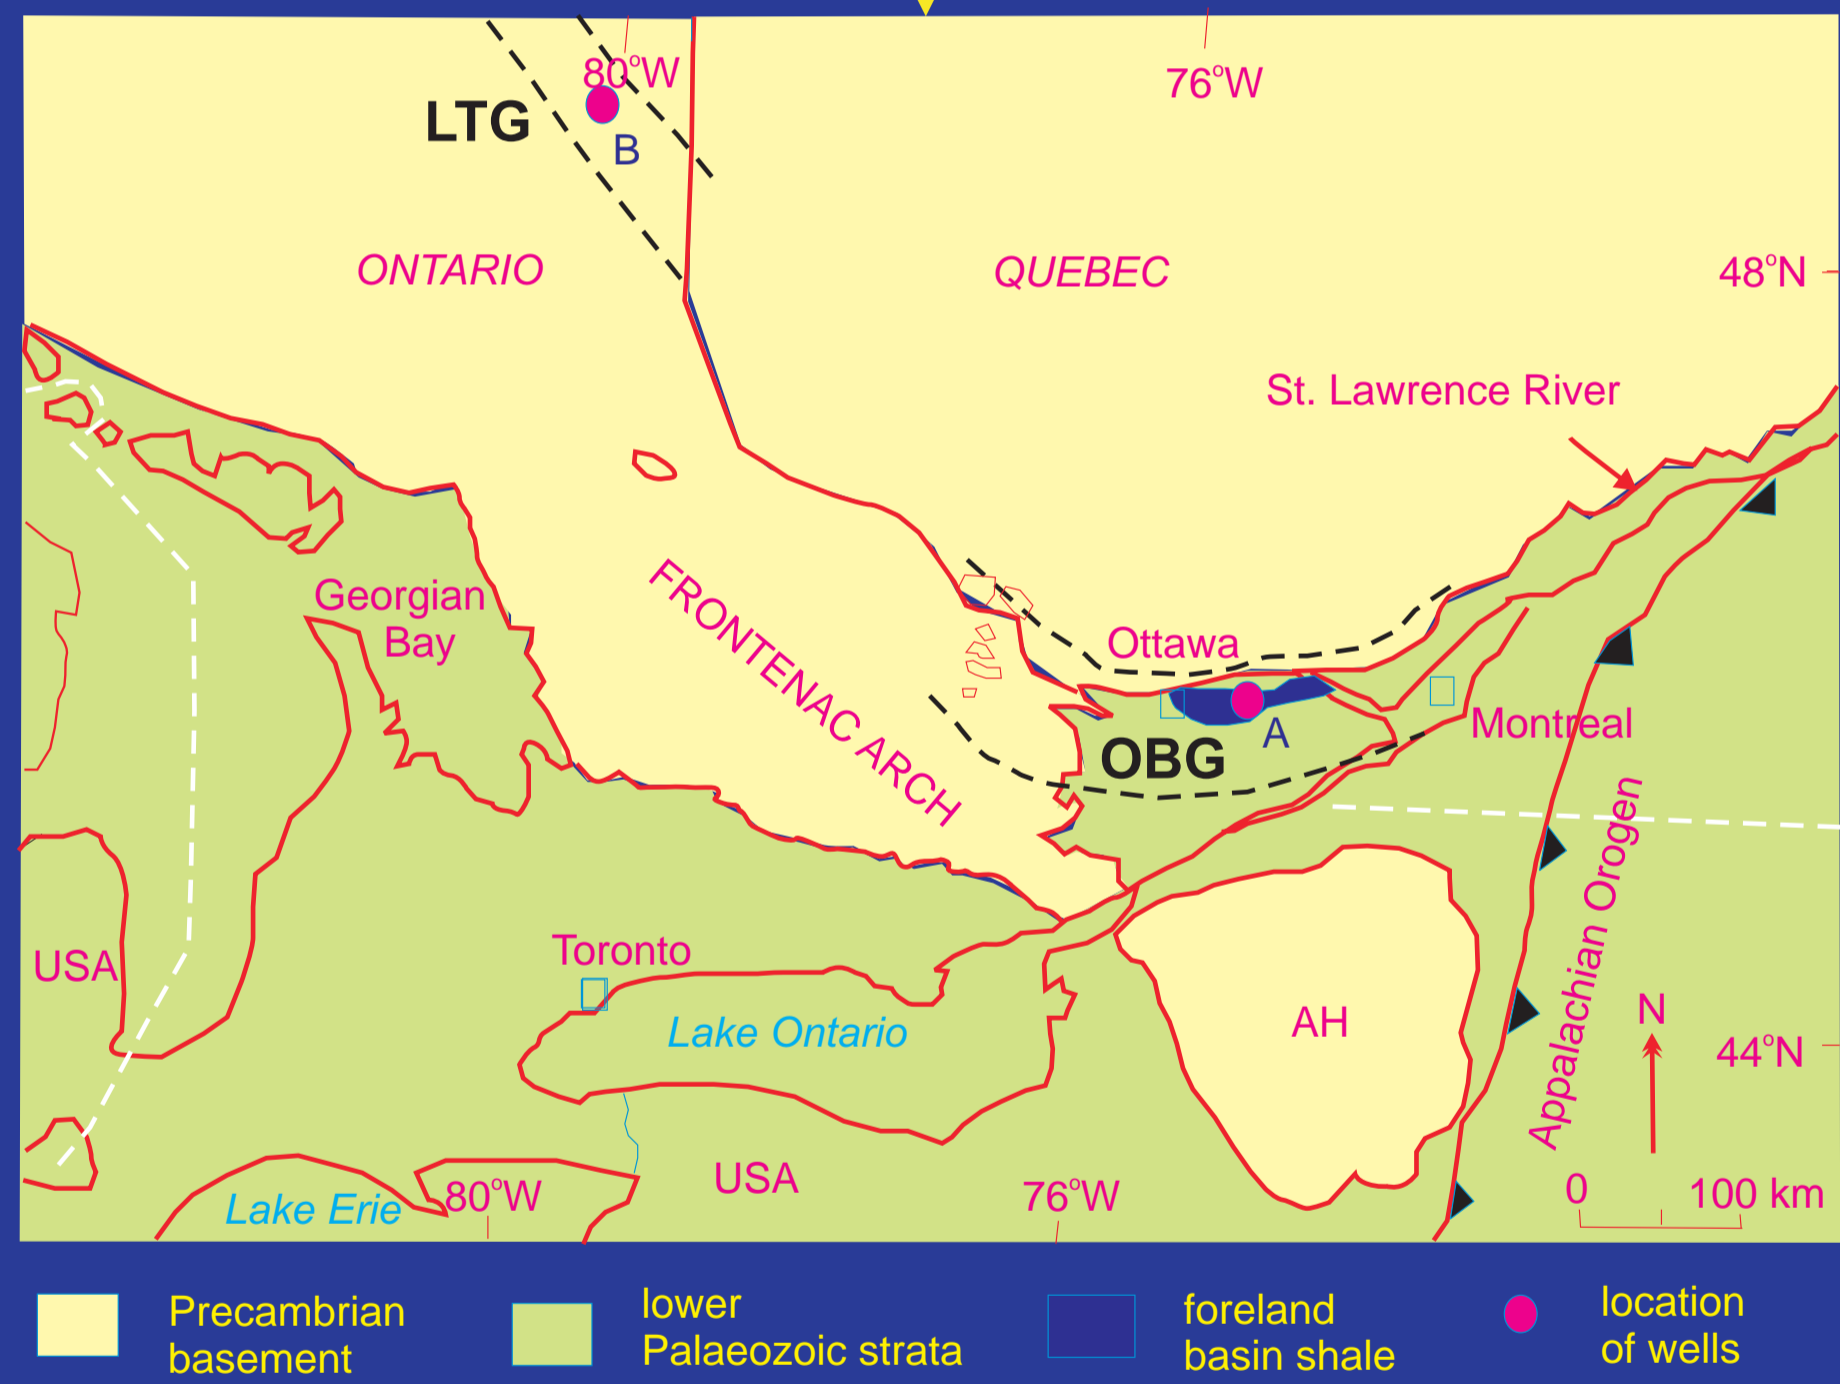 80°W
76°W
LTG
B
ONTARIO
QUEBEC
48°N
St. Lawrence River
Georgian
Bay
FRONTENAC ARCH
Ottawa
A
OBG
Montreal
Appalachian Orogen
USA
Toronto
Lake Ontario
AH
N
44°N
Lake Erie
80°W
USA
76°W
0
100 km
Precambrian
basement
lower
Palaeozoic strata
foreland
basin shale
location
of wells